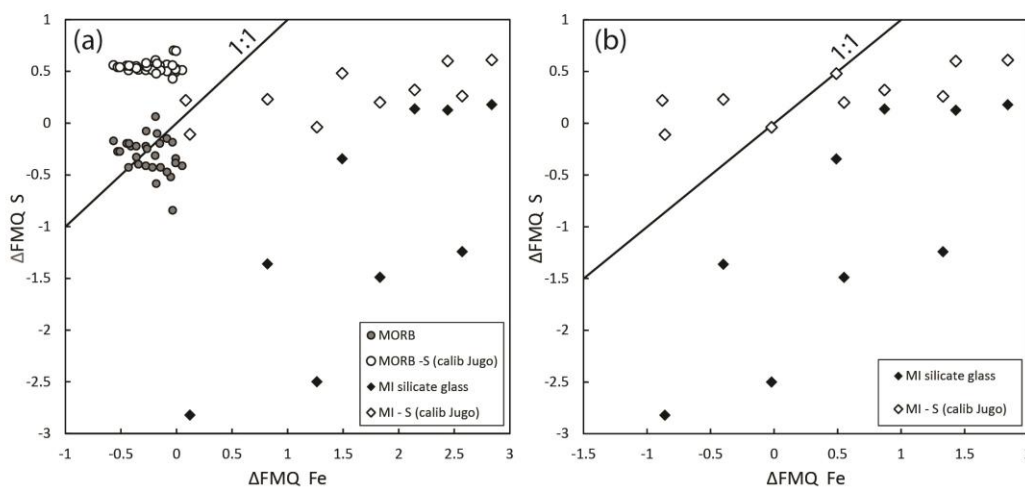 (a)
1:1
1
0.5
0
-0.5
-1
-1.5
-2
-2.5
-3
ΔFMQ S
-1 -0.5 0 0.5 1 1.5 2 2.5 3
ΔFMQ Fe
MORB
MORB -S (calib Jugo)
MI silicate glass
MI - S (calib Jugo)
(b)
1:1
1
0.5
0
-0.5
-1
-1.5
-2
-2.5
-3
ΔFMQ S
-1.5 -1 -0.5 0 0.5 1 1.5 2
ΔFMQ Fe
MI silicate glass
MI - S (calib Jugo)